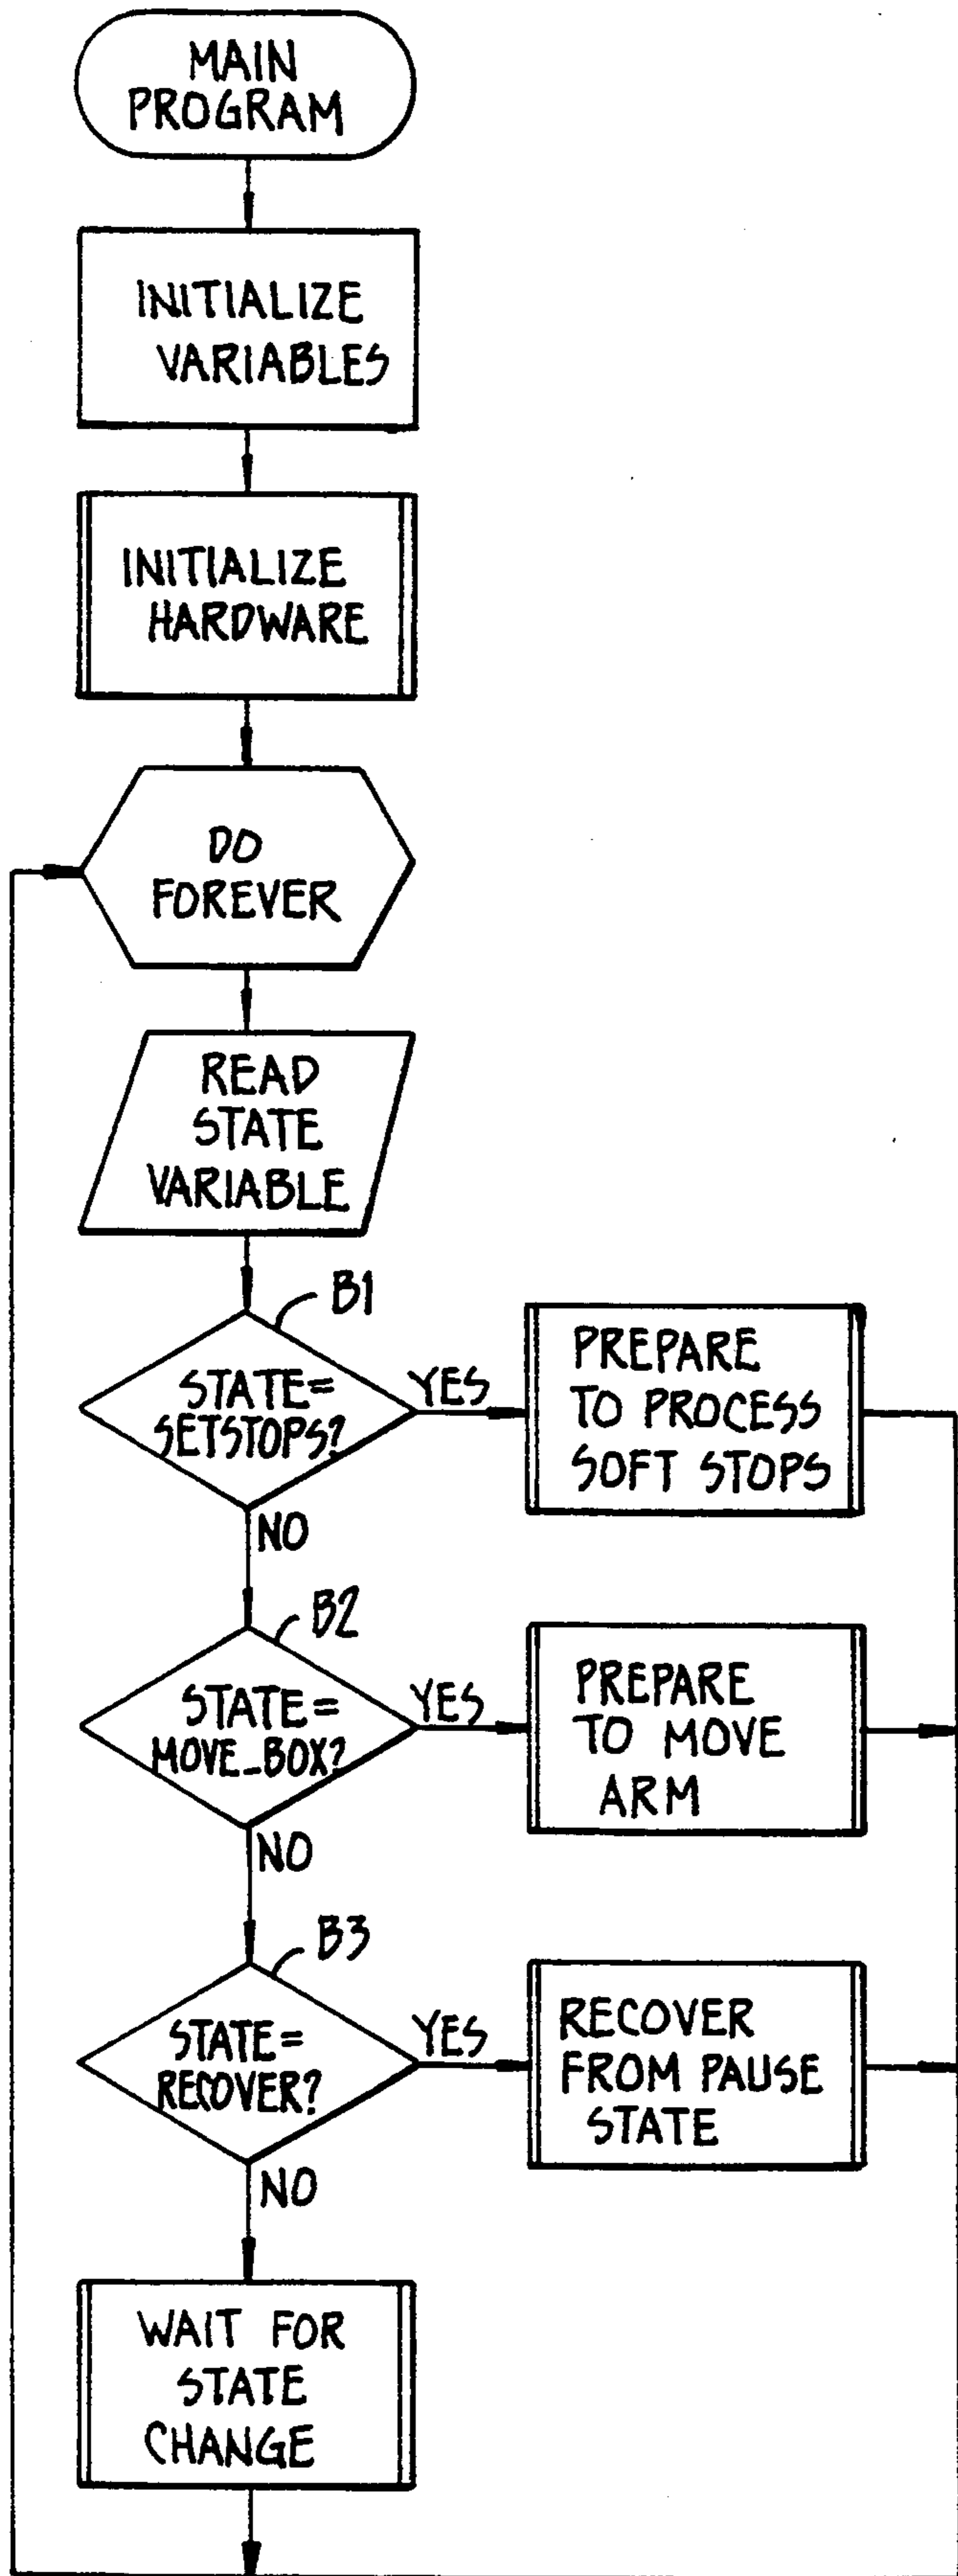 MAIN
PROGRAM
INITIALIZE
VARIABLES
INITIALIZE
HARDWARE
DO
FOREVER
READ
STATE
VARIABLE
B1
STATE=
SETSTOPS?
YES
PREPARE
TO PROCESS
SOFT STOPS
NO
B2
STATE=
MOVE_BOX?
YES
PREPARE
TO MOVE
ARM
NO
B3
STATE=
RECOVER?
YES
RECOVER
FROM PAUSE
STATE
NO
WAIT FOR
STATE
CHANGE